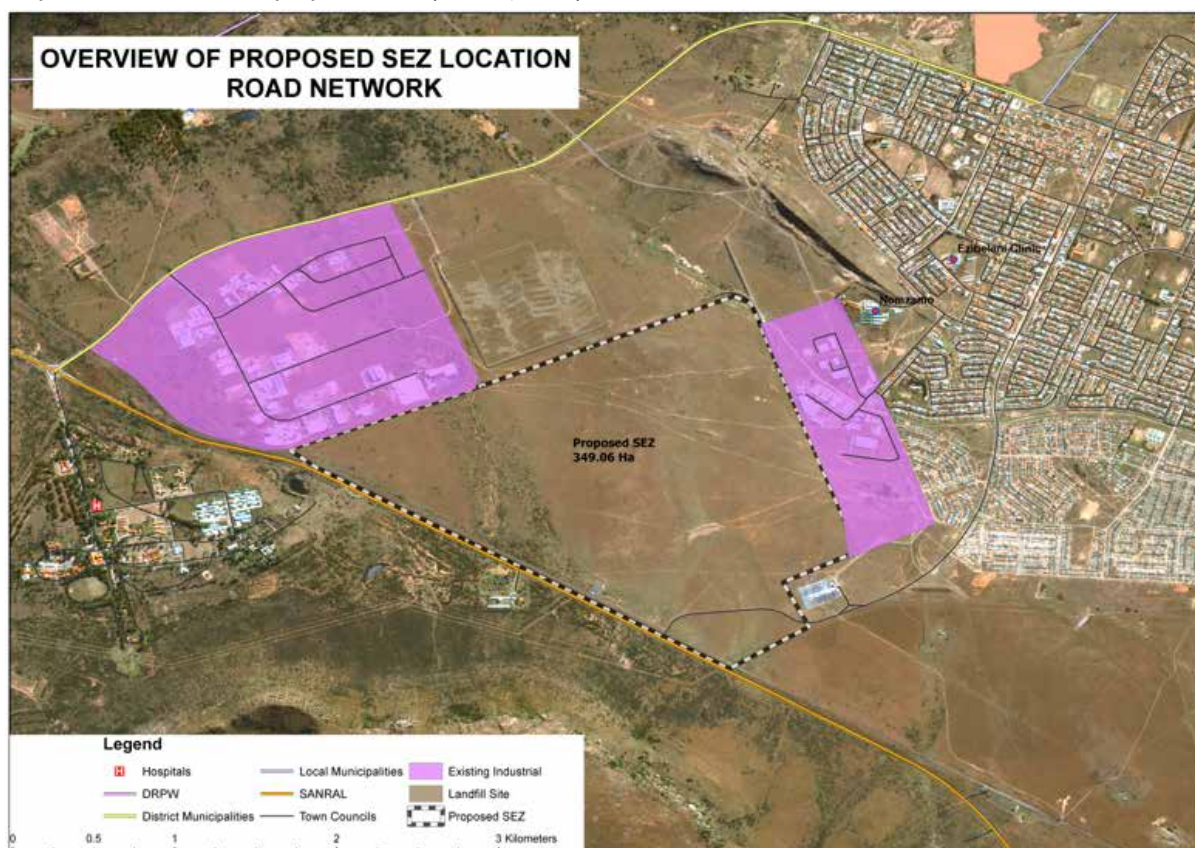 OVERVIEW OF PROPOSED SEZ LOCATION
ROAD NETWORK
Ezibeleni Clinic
Nomzamo
Proposed SEZ
349.06 Ha
H
Legend
H Hospitals
Local Municipalities
Existing Industrial
DRPW
SANRAL
Landfill Site
District Municipalities
Town Councils
Proposed SEZ
0 0.5 1 2 3 Kilometers